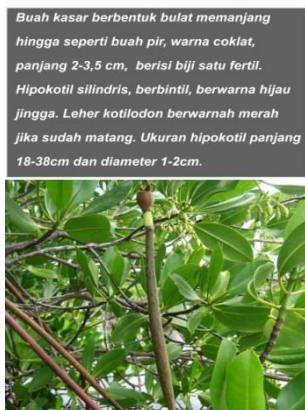 Buah kasar berbentuk bulat memanjang
hingga seperti buah pir, warna coklat,
panjang 2-3,5 cm, berisi biji satu fertil.
Hipokotil silindris, berbintil, berwarna hijau
jingga. Leher kotilodon berwarnah merah
jika sudah matang. Ukuran hipokotil panjang
18-38cm dan diameter 1-2cm.